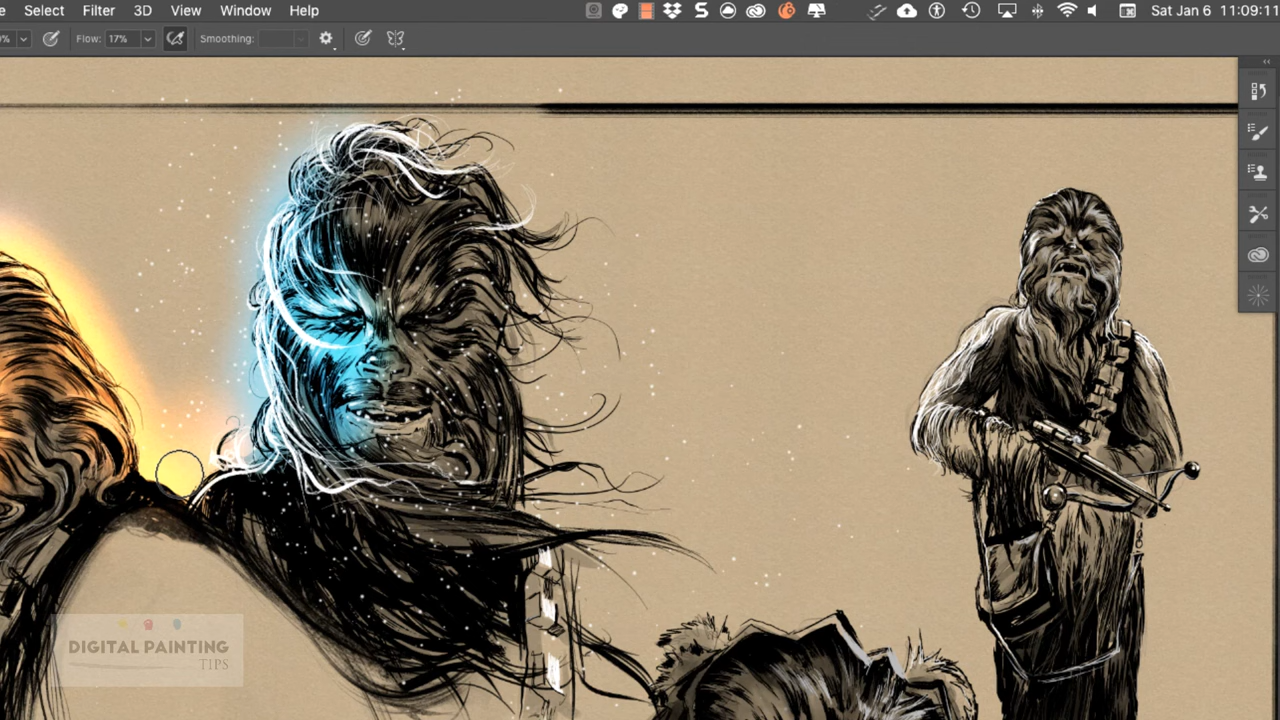 e Select Filter 3D View Window Help
Sat Jan 6 11:09:11
% Flow: 17% Smoothing:
DIGITAL PAINTING
TIPS